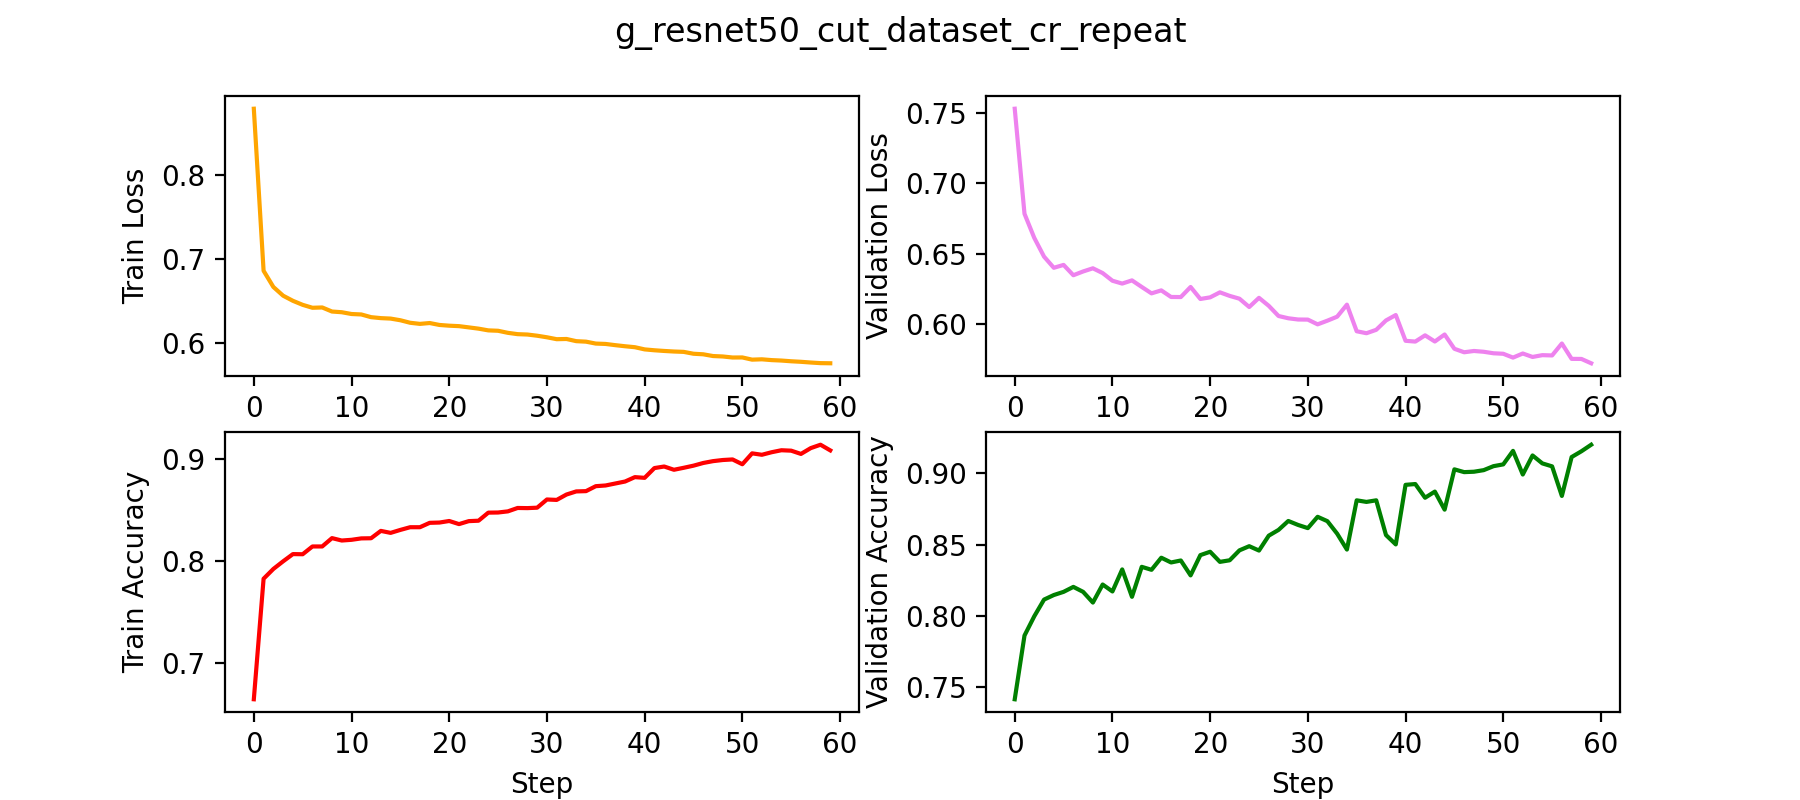 g_resnet50_cut_dataset_cr_repeat
Train Loss
0.8
0.7
0.6
0 10 20 30 40 50 60
Validation Loss
0.75
0.70
0.65
0.60
0 10 20 30 40 50 60
Train Accuracy
0.9
0.8
0.7
0 10 20 30 40 50 60
Step
Validation Accuracy
0.90
0.85
0.80
0.75
0 10 20 30 40 50 60
Step